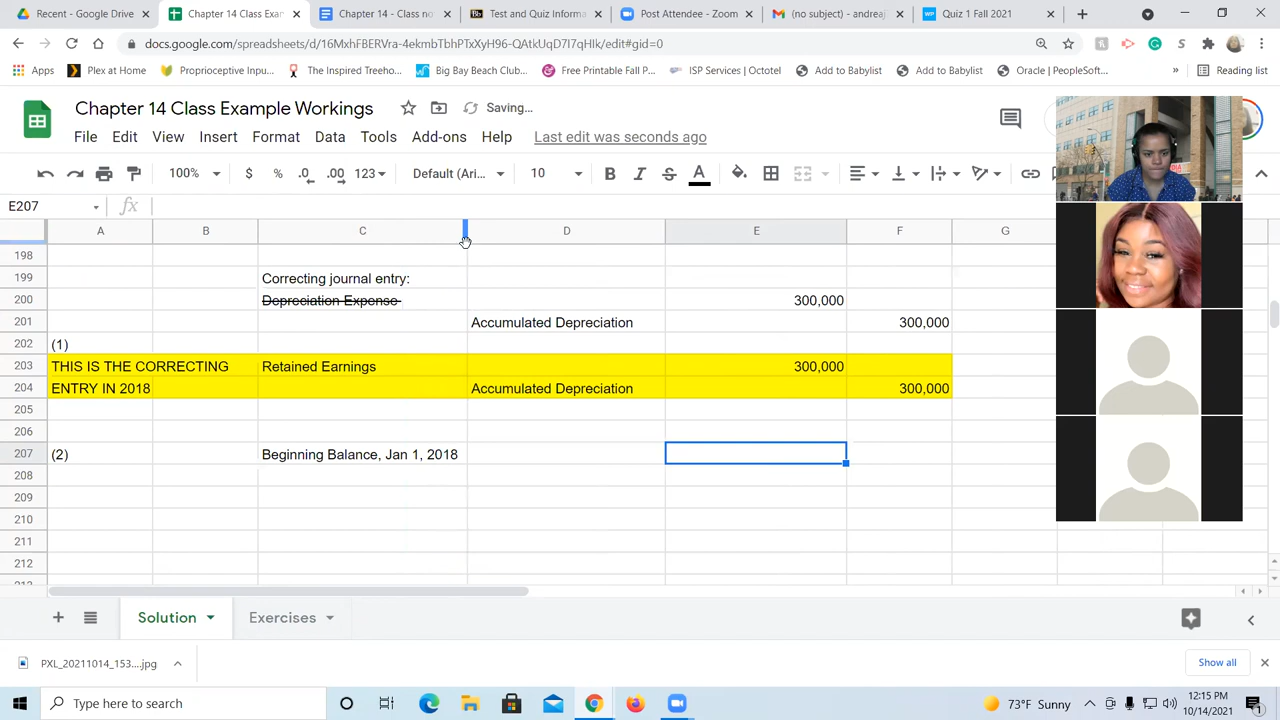 Recent - Google Drive
Chapter 14 Class Exam
Chapter 14 - Class no
Test and Quiz Informa
Post Attendee - Zoom
(no subject) - andreaj
Quiz 1 Fall 2021
docs.google.com/spreadsheets/d/
/edit#gid=0
Apps
Plex at Home
Proprioceptive Inpu...
The Inspired Treeho...
Big Bay Beach Club...
Free Printable Fall P...
ISP Services | Octotel
Add to Babylist
Add to Babylist
Oracle | PeopleSoft...
Reading list
Chapter 14 Class Example Workings
Saving...
File Edit View Insert Format Data Tools Add-ons Help Last edit was seconds ago
100% $ % .0 .00 123 Default (Ari... 10 B I S A
E207 fx
A B C D E F G
198
199 Correcting journal entry:
200 Depreciation Expense 300,000
201 Accumulated Depreciation 300,000
202 (1)
203 THIS IS THE CORRECTING Retained Earnings 300,000
204 ENTRY IN 2018 Accumulated Depreciation 300,000
205
206
207 (2) Beginning Balance, Jan 1, 2018
208
209
210
211
212
Solution Exercises
PXL_20211014_153....jpg
Show all
Type here to search
73°F Sunny
12:15 PM
10/14/2021